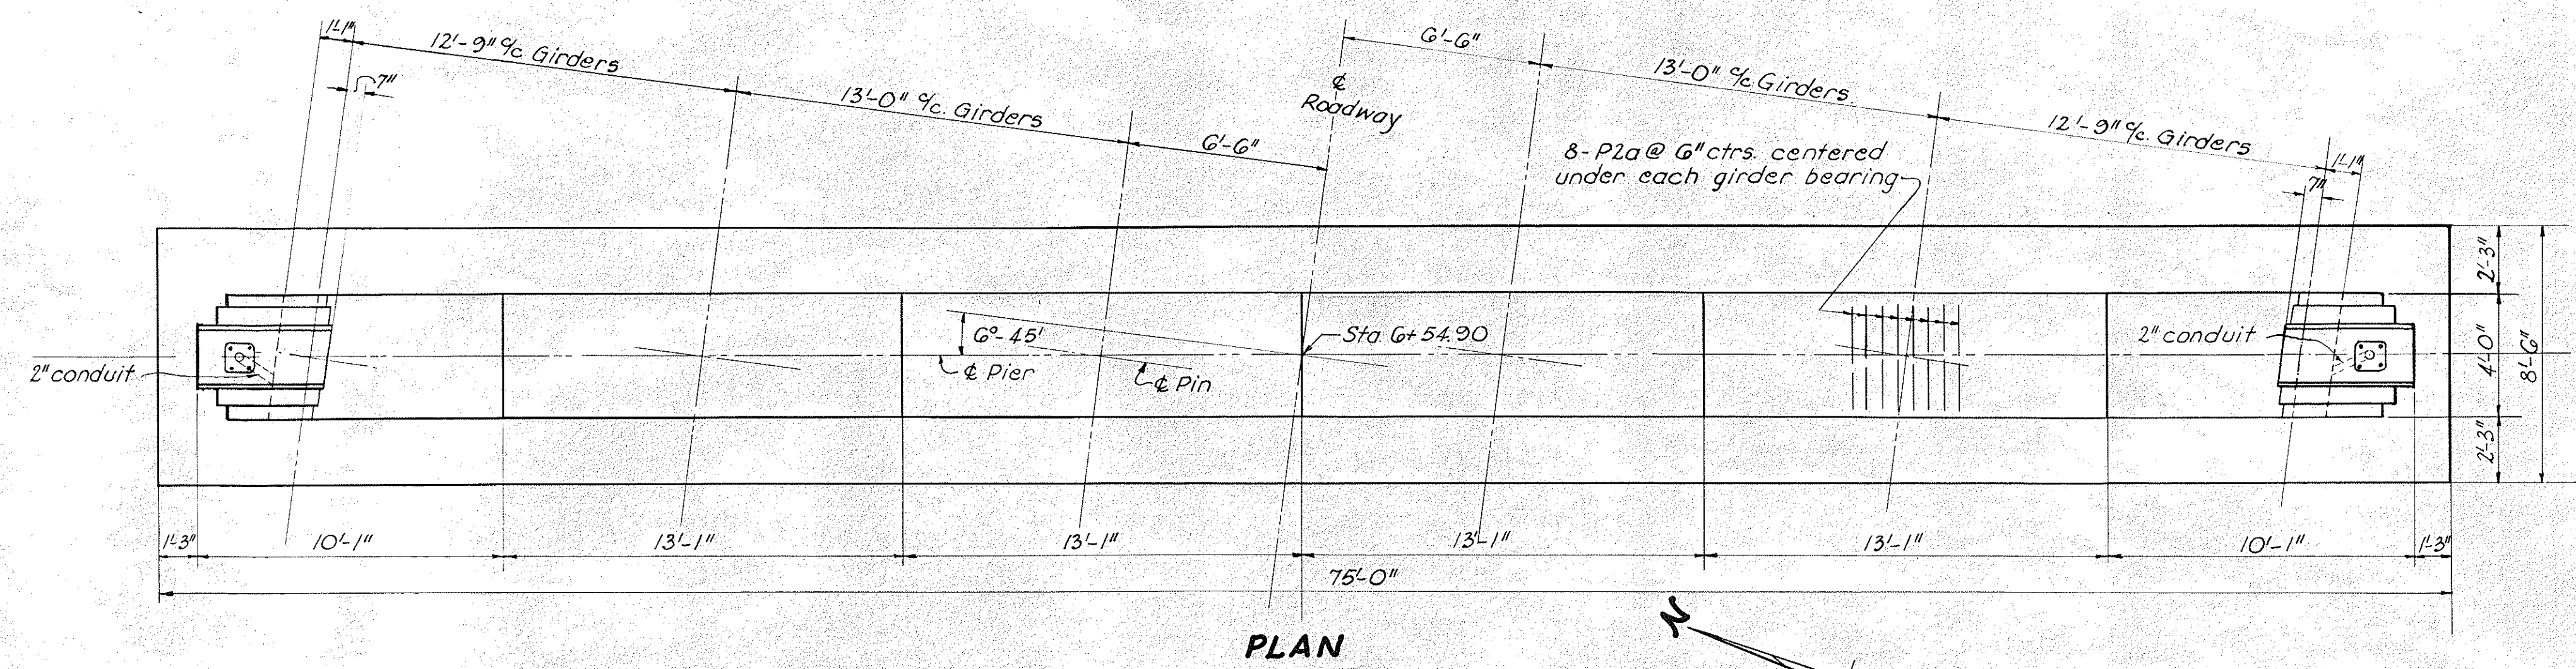 1'-1"
12'-9" c/c. Girders
7"
13'-0" c/c. Girders
6'-6"
℄
Roadway
6'-6"
13'-0" c/c. Girders.
12'-9" c/c. Girders
1'-1"
7"
8-P2a @ 6" ctrs. centered
under each girder bearing
2'-3"
4'-0"
2'-3"
8'-6"
6°-45'
Sta. 6+54.90
℄ Pier
℄ Pin
2" conduit
2" conduit
1'-3"
10'-1"
13'-1"
13'-1"
13'-1"
13'-1"
10'-1"
1'-3"
75'-0"
N
PLAN